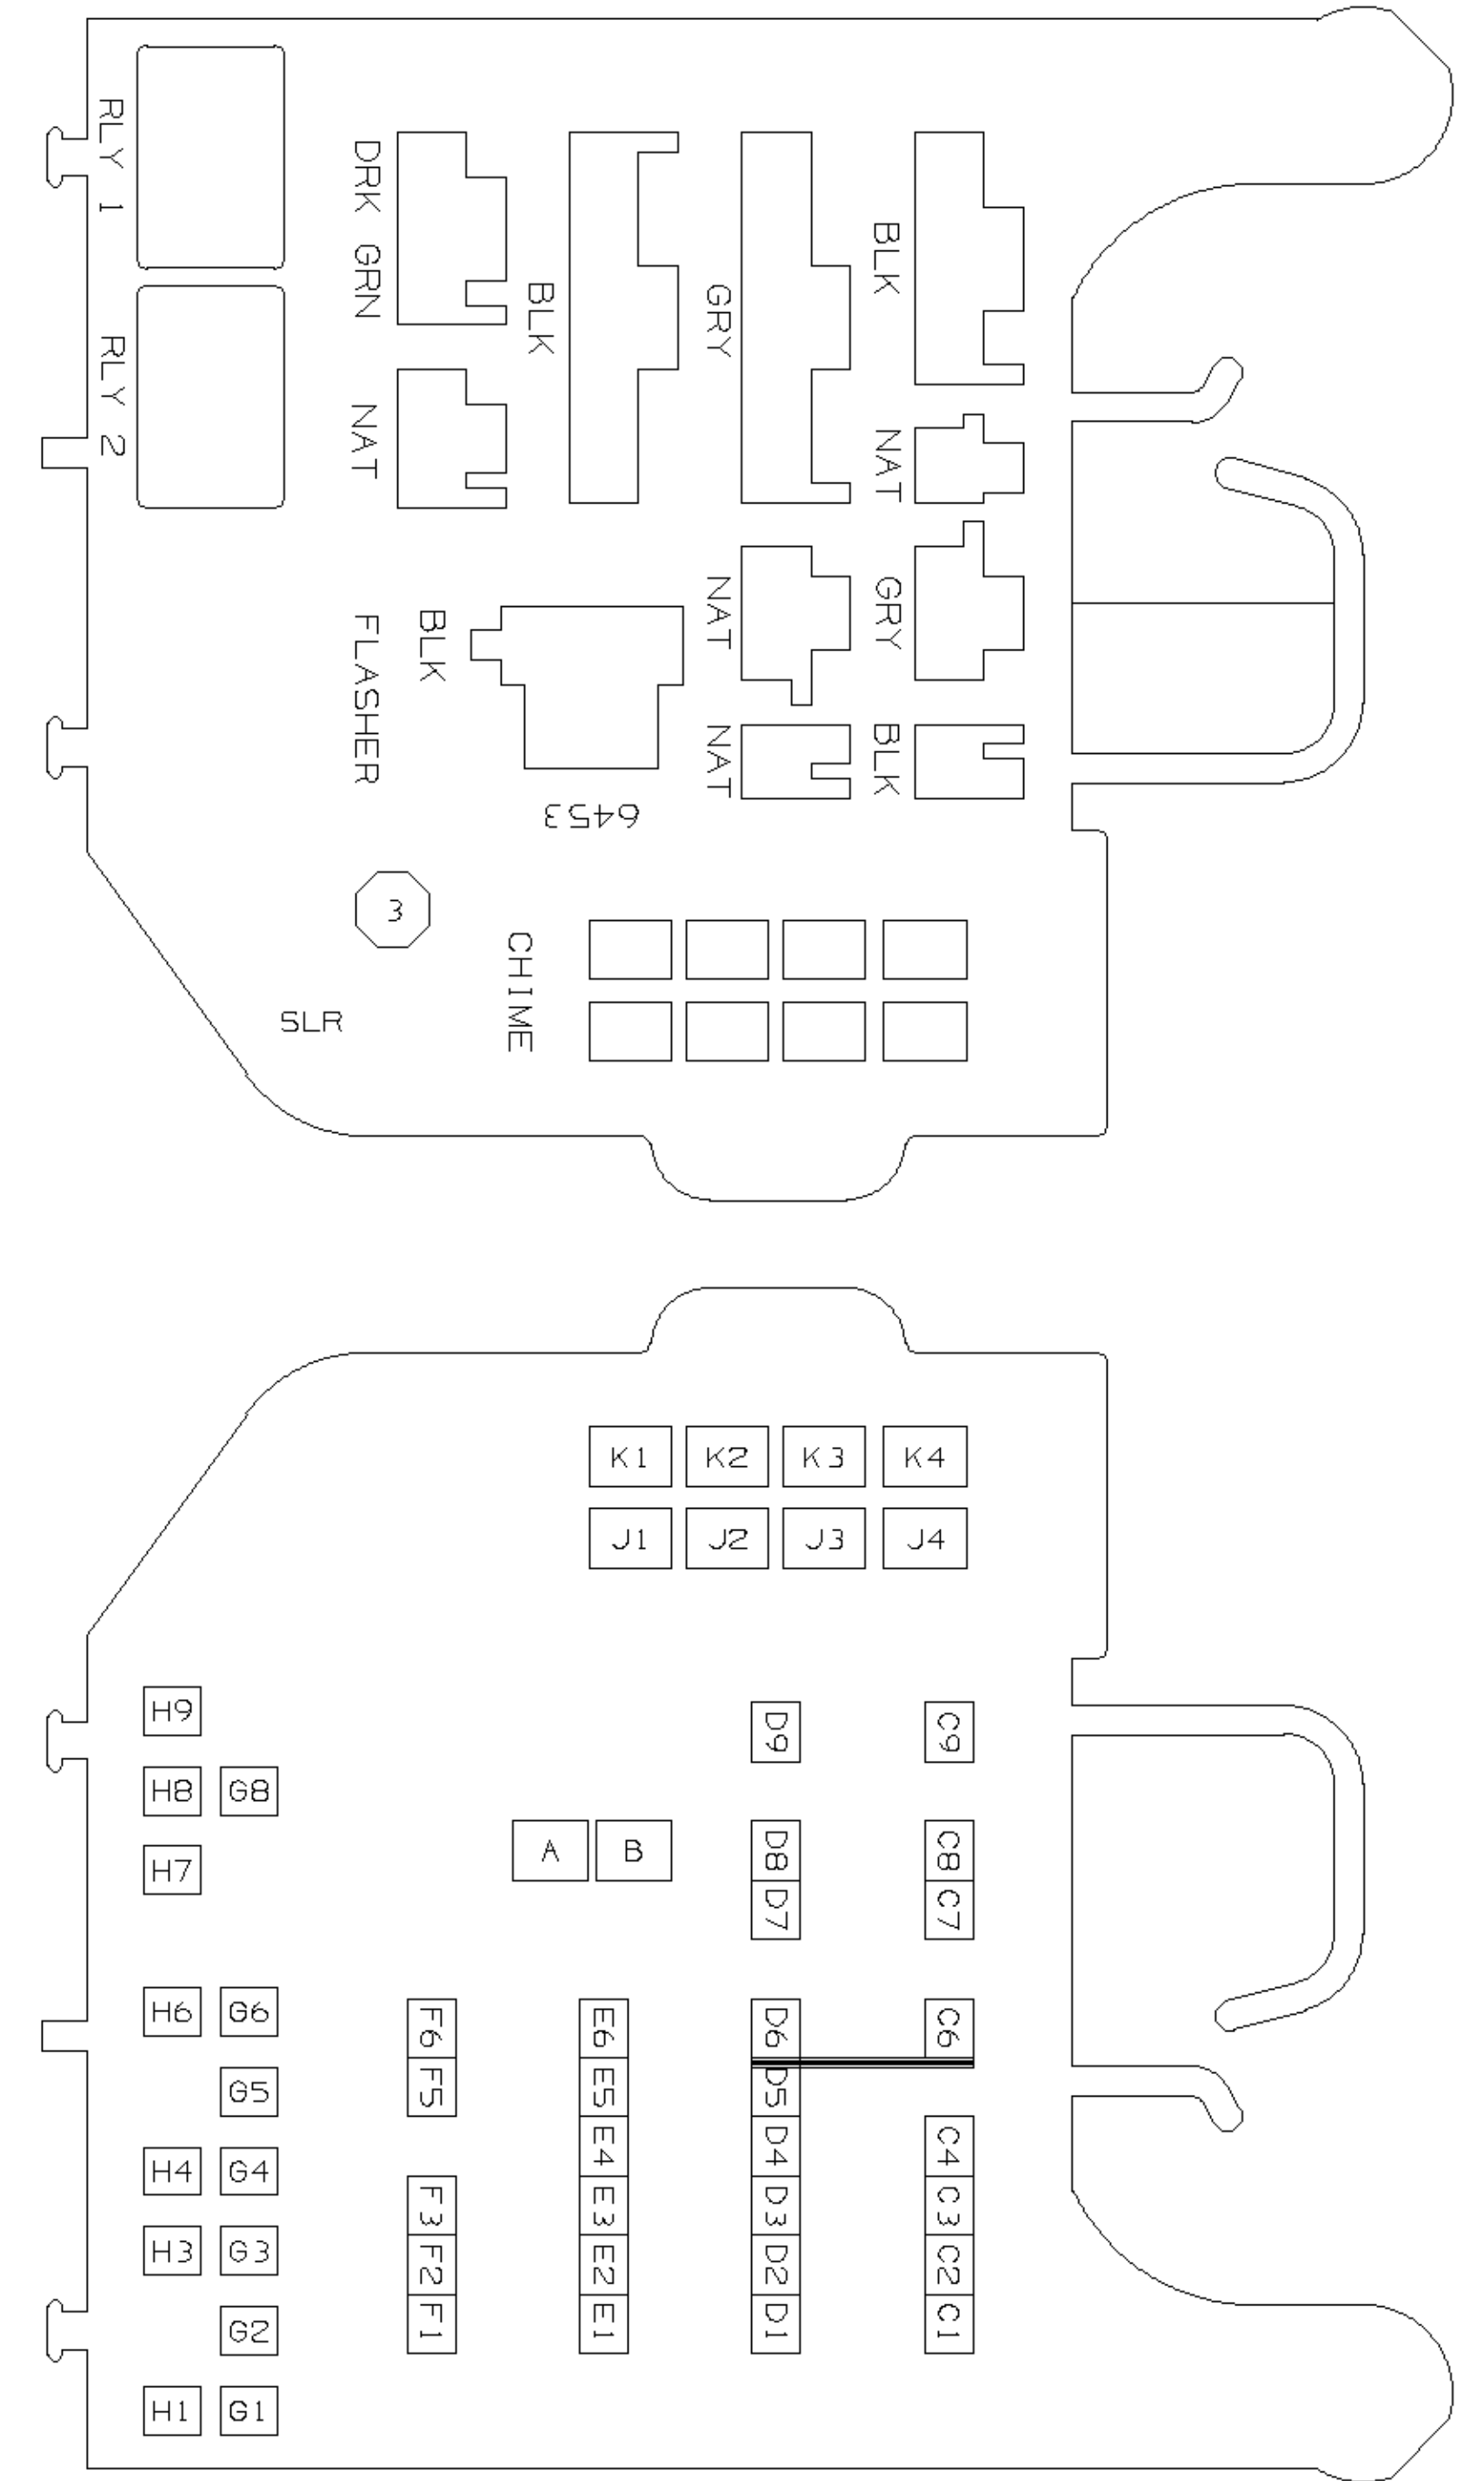 RLY 1
DRK GRN
BLK
GRY
BLK
RLY 2
NAT
NAT
FLASHER
BLK
NAT
GRY
NAT
BLK
6453
3
CHIME
SLR
K1 K2 K3 K4
J1 J2 J3 J4
H9 D9 C9
H8 G8 A B D8 C8
H7 D7 C7
H6 G6 F6 E6 D6 C6
G5 F5 E5 D5
H4 G4 E4 D4 C4
H3 G3 F3 E3 D3 C3
G2 F2 E2 D2 C2
F1 E1 D1 C1
H1 G1